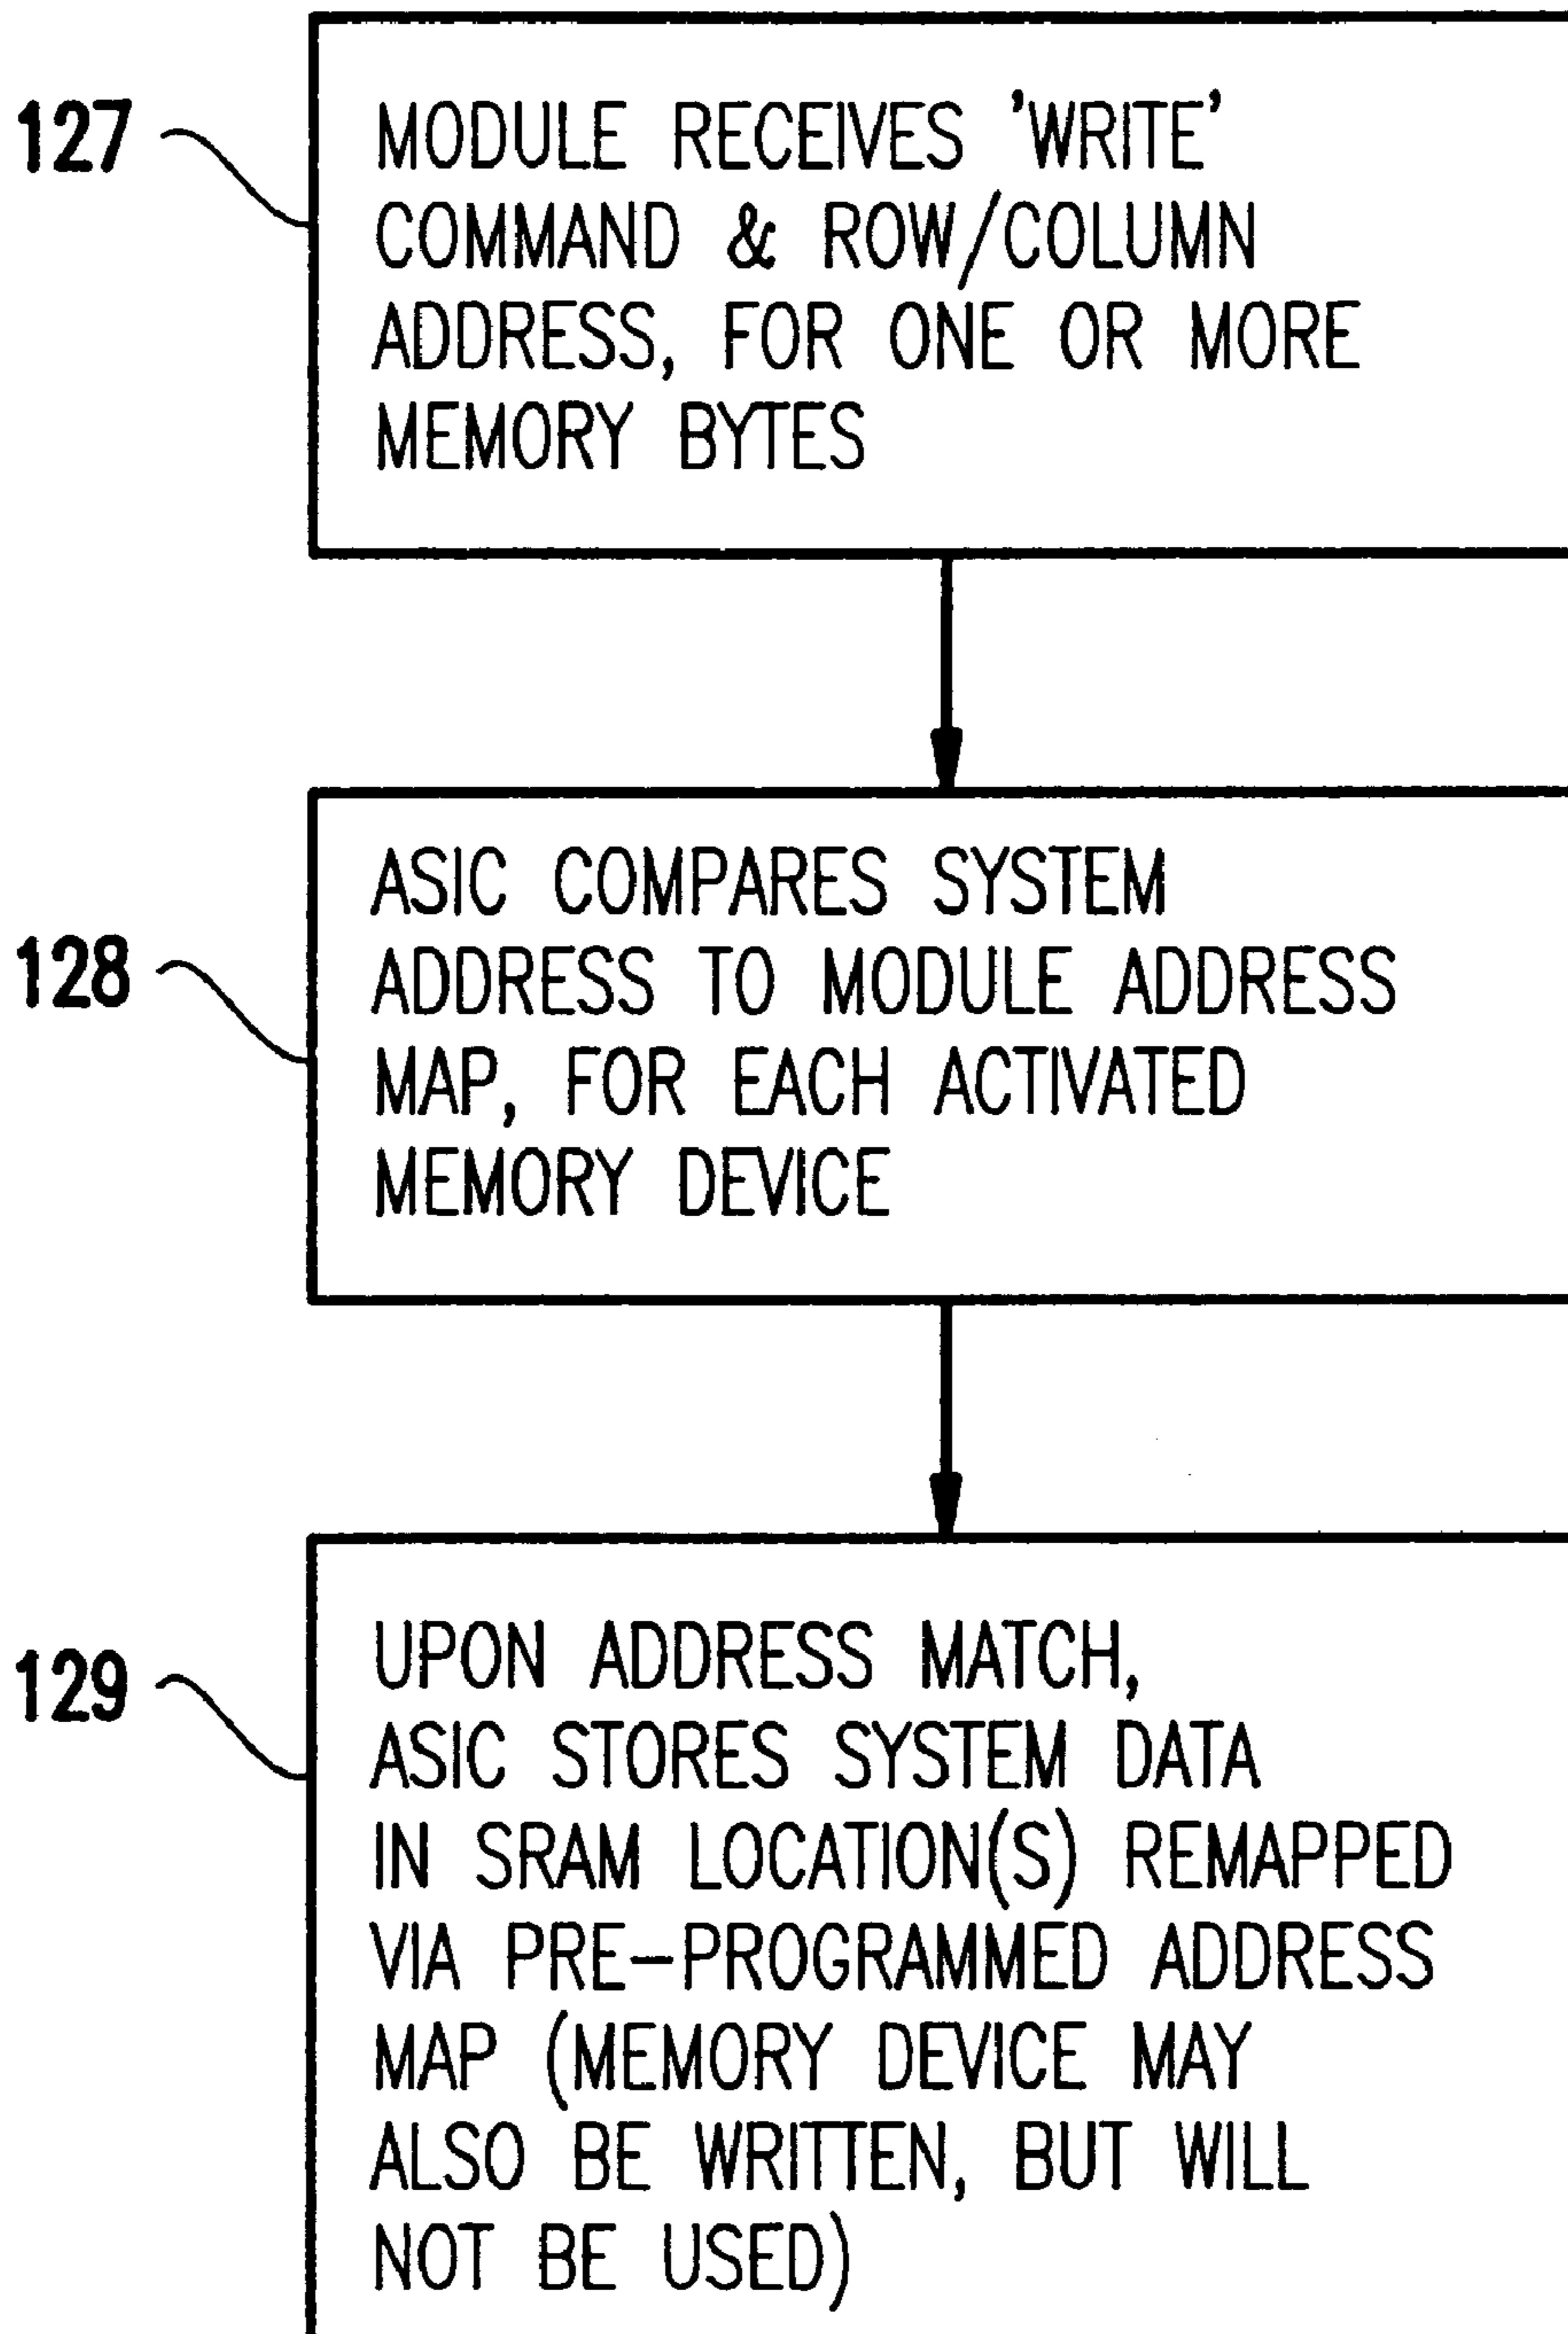 127
MODULE RECEIVES 'WRITE'
COMMAND & ROW/COLUMN
ADDRESS, FOR ONE OR MORE
MEMORY BYTES
128
ASIC COMPARES SYSTEM
ADDRESS TO MODULE ADDRESS
MAP, FOR EACH ACTIVATED
MEMORY DEVICE
129
UPON ADDRESS MATCH,
ASIC STORES SYSTEM DATA
IN SRAM LOCATION(S) REMAPPED
VIA PRE-PROGRAMMED ADDRESS
MAP (MEMORY DEVICE MAY
ALSO BE WRITTEN, BUT WILL
NOT BE USED)